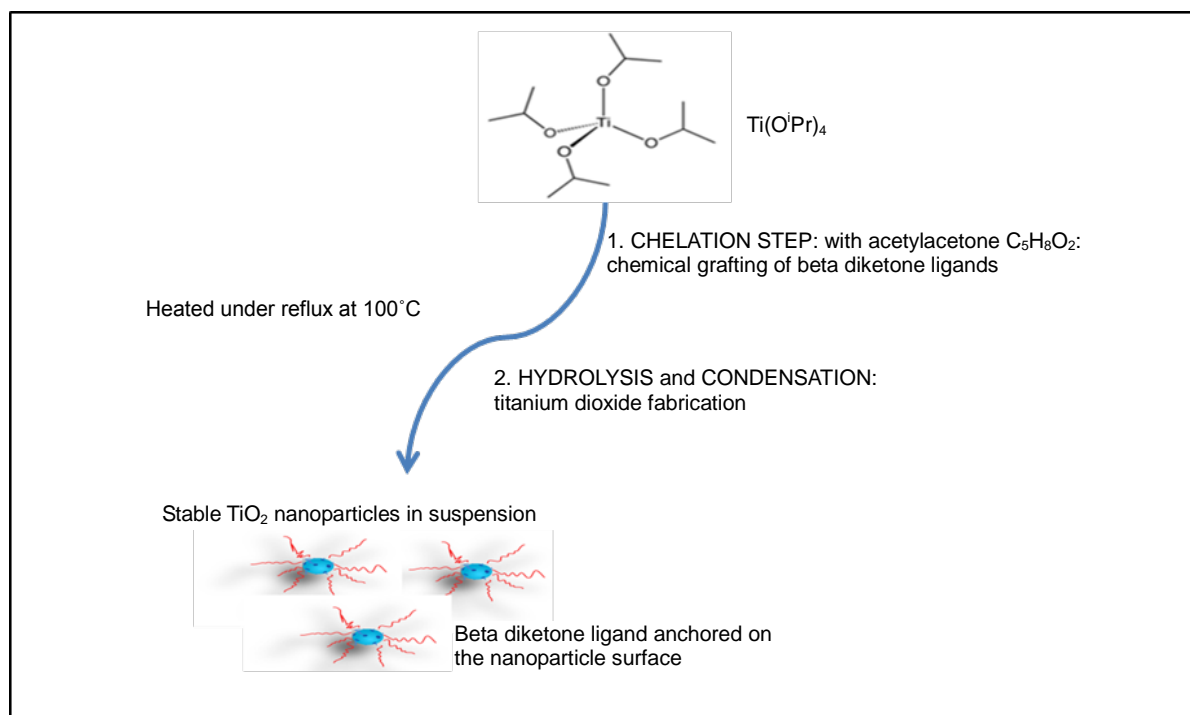 O
O
Ti
O
O
Ti(OⁱPr)₄
1. CHELATION STEP: with acetylacetone C₅H₈O₂:
chemical grafting of beta diketone ligands
Heated under reflux at 100˚C
2. HYDROLYSIS and CONDENSATION:
titanium dioxide fabrication
Stable TiO₂ nanoparticles in suspension
Beta diketone ligand anchored on
the nanoparticle surface